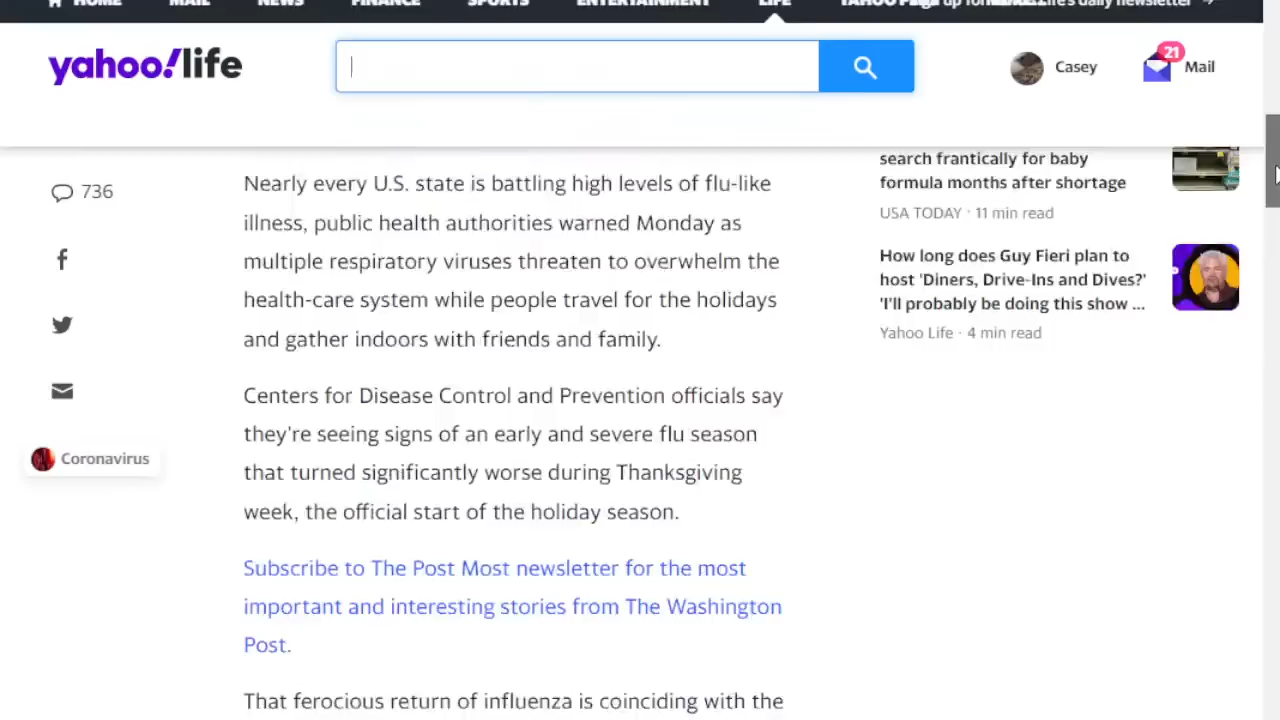 HOME MAIL NEWS FINANCE SPORTS ENTERTAINMENT LIFE
yahoo!life
Casey
21
Mail
736
Coronavirus
Nearly every U.S. state is battling high levels of flu-like
illness, public health authorities warned Monday as
multiple respiratory viruses threaten to overwhelm the
health-care system while people travel for the holidays
and gather indoors with friends and family.
Centers for Disease Control and Prevention officials say
they're seeing signs of an early and severe flu season
that turned significantly worse during Thanksgiving
week, the official start of the holiday season.
Subscribe to The Post Most newsletter for the most
important and interesting stories from The Washington
Post.
That ferocious return of influenza is coinciding with the
search frantically for baby
formula months after shortage
USA TODAY · 11 min read
How long does Guy Fieri plan to
host 'Diners, Drive-Ins and Dives?'
'I'll probably be doing this show ...
Yahoo Life · 4 min read